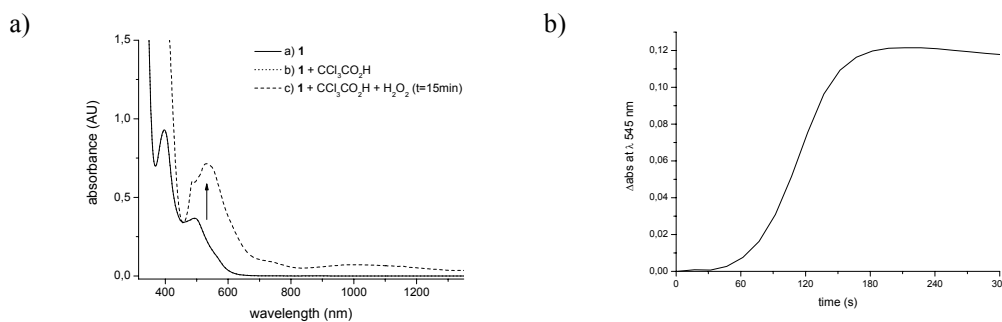 a)
1,5
1,0
0,5
0,0
absorbance (AU)
a) 1
b) 1 + CCl₃CO₂H
c) 1 + CCl₃CO₂H + H₂O₂ (t=15min)
400
600
800
1000
1200
wavelength (nm)
b)
0,12
0,10
0,08
0,06
0,04
0,02
0,00
Δabs at λ 545 nm
0
60
120
180
240
30
time (s)